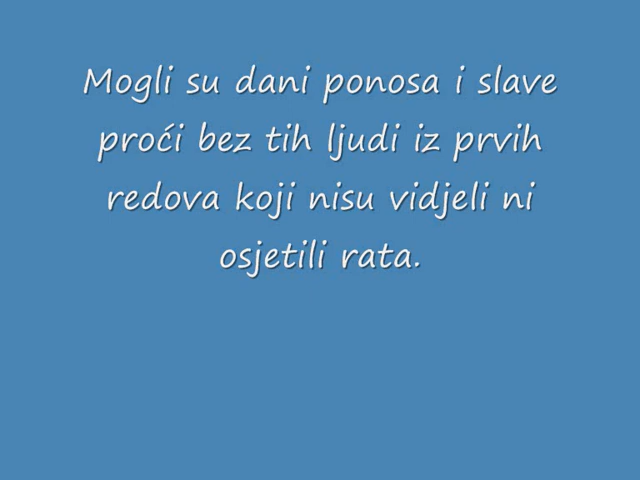 Mogli su dani ponosa i slave
proći bez tih ljudi iz prvih
redova koji nisu vidjeli ni
osjetili rata.